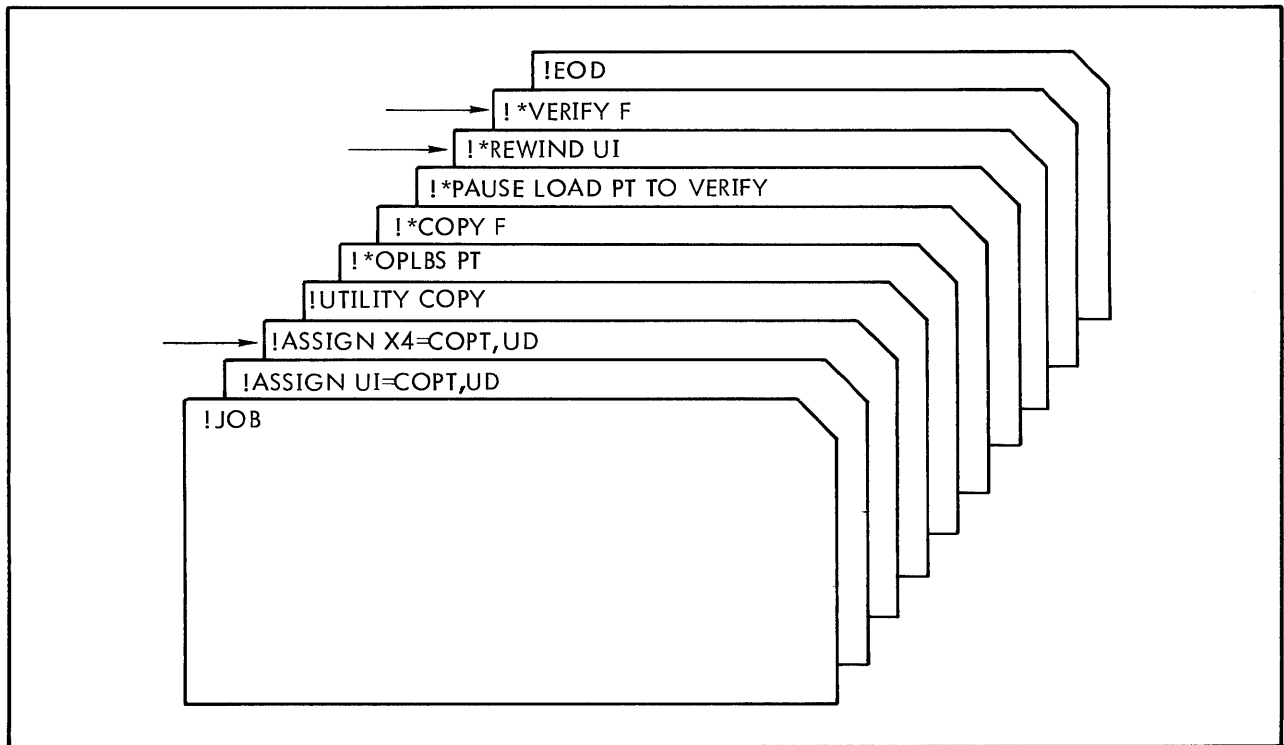 !EOD
! *VERIFY F
! *REWIND UI
! *PAUSE LOAD PT TO VERIFY
! *COPY F
! *OPLBS PT
!UTILITY COPY
!ASSIGN X4=COPT,UD
!ASSIGN UI=COPT,UD
!JOB